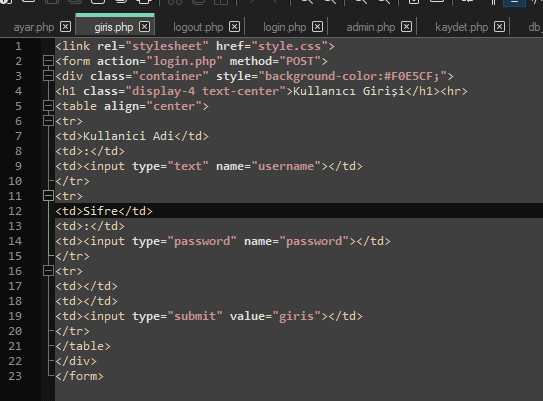 ayar.php giris.php logout.php login.php admin.php kaydet.php db_
1 <link rel="stylesheet" href="style.css">
2 <form action="login.php" method="POST">
3 <div class="container" style="background-color:#F0E5CF;">
4 <h1 class="display-4 text-center">Kullanıcı Girişi</h1><hr>
5 <table align="center">
6 <tr>
7 <td>Kullanici Adi</td>
8 <td>:</td>
9 <td><input type="text" name="username"></td>
10 </tr>
11 <tr>
12 <td>Sifre</td>
13 <td>:</td>
14 <td><input type="password" name="password"></td>
15 </tr>
16 <tr>
17 <td></td>
18 <td></td>
19 <td><input type="submit" value="giris"></td>
20 </tr>
21 </table>
22 </div>
23 </form>